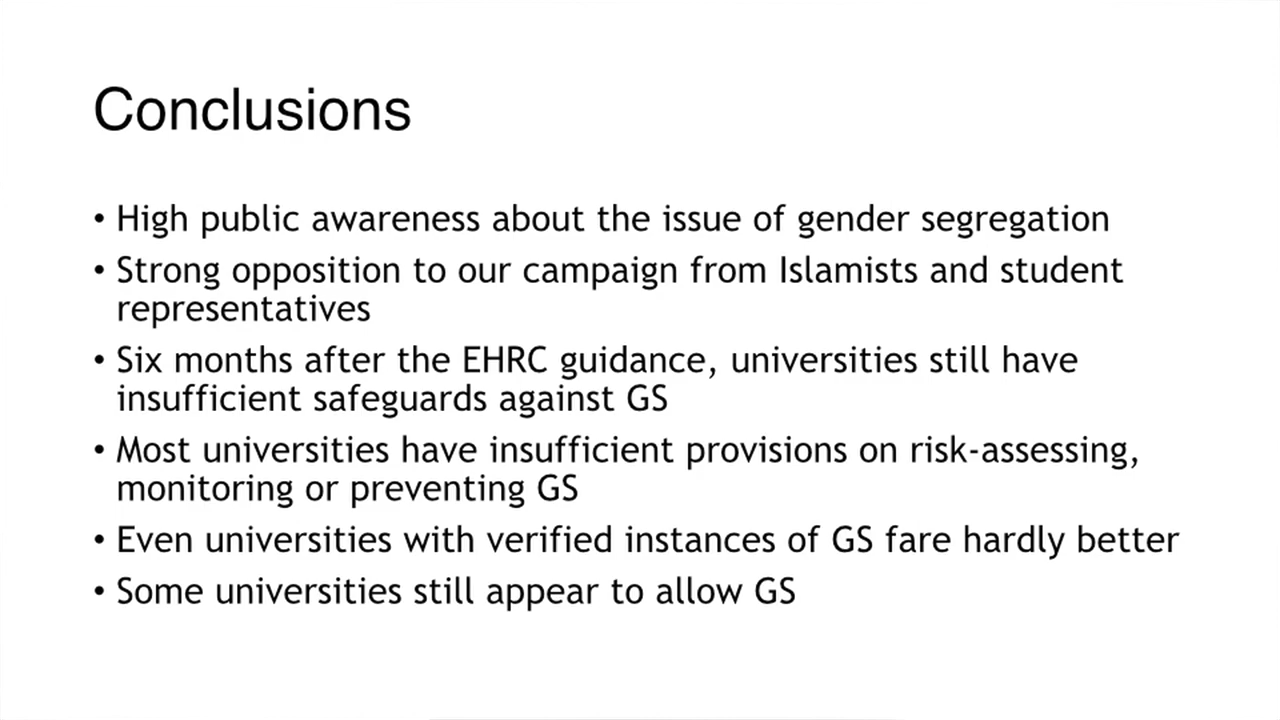 Conclusions
• High public awareness about the issue of gender segregation
• Strong opposition to our campaign from Islamists and student
representatives
• Six months after the EHRC guidance, universities still have
insufficient safeguards against GS
• Most universities have insufficient provisions on risk-assessing,
monitoring or preventing GS
• Even universities with verified instances of GS fare hardly better
• Some universities still appear to allow GS